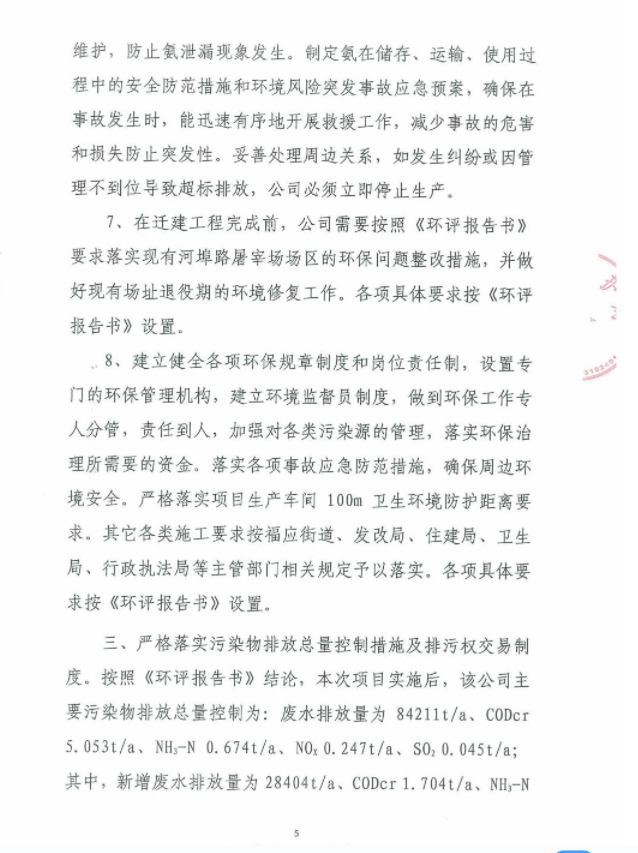 维护，防止氨泄漏现象发生。制定氨在储存、运输、使用过
程中的安全防范措施和环境风险突发事故应急预案，确保在
事故发生时，能迅速有序地开展救援工作，减少事故的危害
和损失防止突发性。妥善处理周边关系，如发生纠纷或因管
理不到位导致超标排放，公司必须立即停止生产。
7、在迁建工程完成前，公司需要按照《环评报告书》
要求落实现有河埠路屠宰场场区的环保问题整改措施，并做
好现有场址退役期的环境修复工作。各项具体要求按《环评
报告书》设置。
8、建立健全各项环保规章制度和岗位责任制，设置专
门的环保管理机构，建立环境监督员制度，做到环保工作专
人分管，责任到人，加强对各类污染源的管理，落实环保治
理所需要的资金。落实各项事故应急防范措施，确保周边环
境安全。严格落实项目生产车间 100m 卫生环境防护距离要
求。其它各类施工要求按福应街道、发改局、住建局、卫生
局、行政执法局等主管部门相关规定予以落实。各项具体要
求按《环评报告书》设置。
三、严格落实污染物排放总量控制措施及排污权交易制
度。按照《环评报告书》结论，本次项目实施后，该公司主
要污染物排放总量控制为：废水排放量为 84211t/a、CODcr
5.053t/a、NH₃-N 0.674t/a、NOₓ 0.247t/a、SO₂ 0.045t/a；
其中，新增废水排放量为 28404t/a、CODcr 1.704t/a、NH₃-N
5